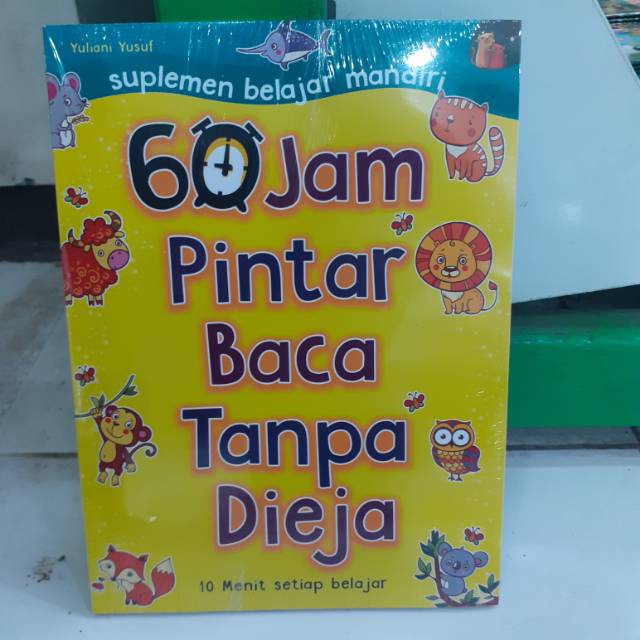 Yuliani Yusuf
suplemen belajar mandiri
60 Jam
Pintar
Baca
Tanpa
Dieja
10 Menit setiap belajar